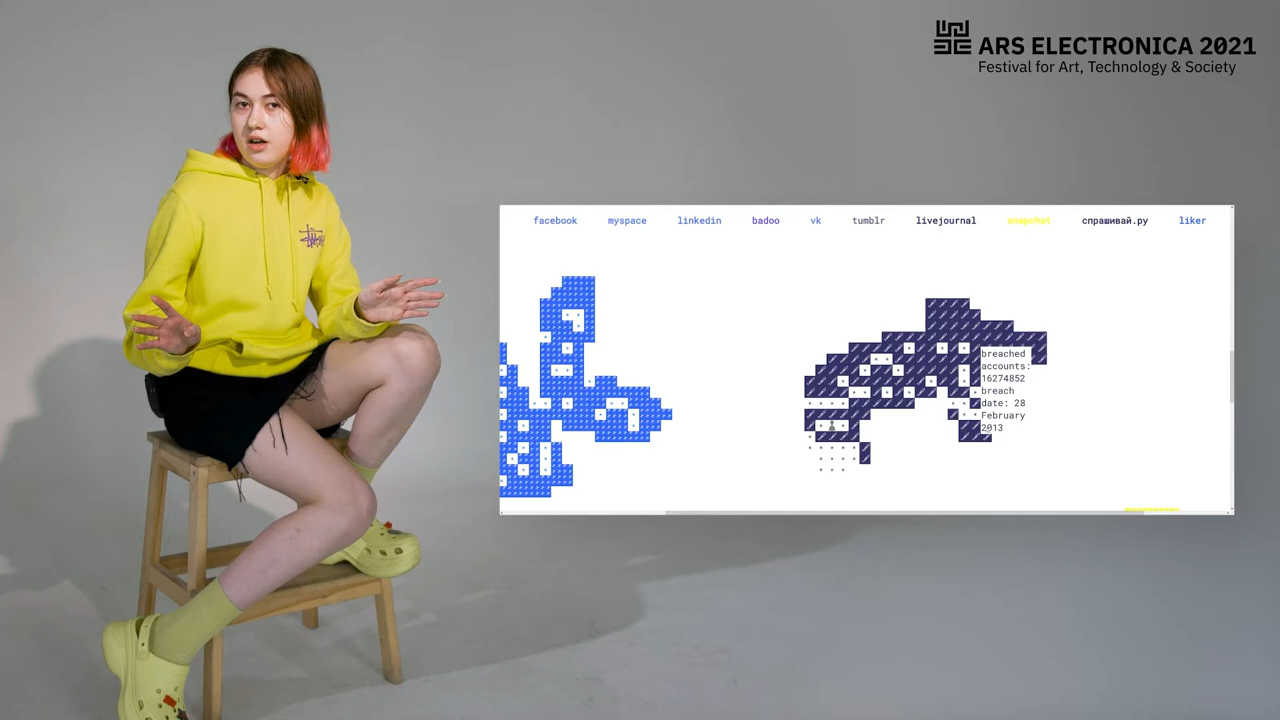 ARS ELECTRONICA 2021
Festival for Art, Technology & Society
facebook myspace linkedin badoo vk tumblr livejournal snapchat спрашивай.ру liker
breached
accounts:
16274852
breach
date: 28
February
2013